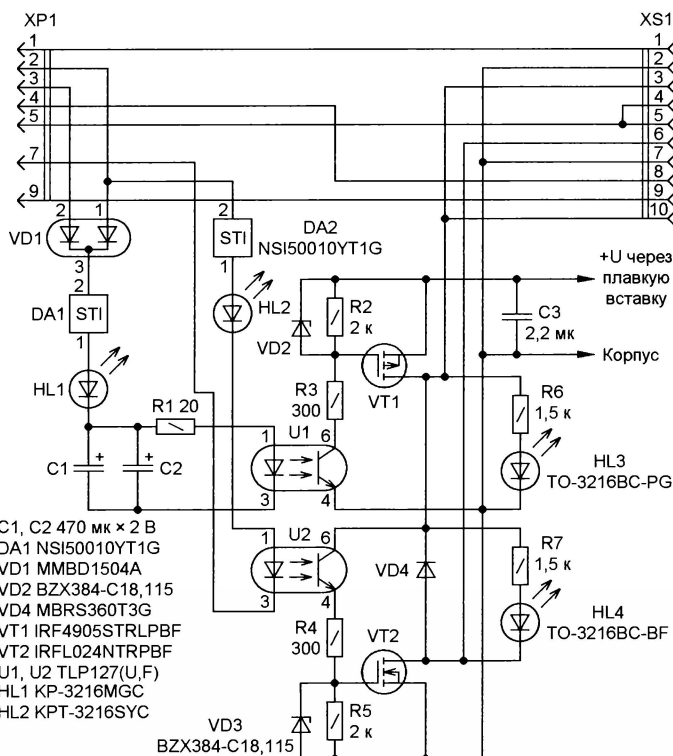 XP1
XS1
1
2
3
4
5
7
9
1
2
3
4
5
6
7
8
9
10
2
1
VD1
3
2
DA1
STI
1
HL1
2
STI
1
DA2
NSI50010YT1G
HL2
VD2
R2
2 к
+U через
плавкую
вставку
C3
2,2 мк
Корпус
VT1
R3
300
R1 20
C1
+
+
C2
1
U1
6
3
4
R6
1,5 к
HL3
TO-3216BC-PG
1
U2
6
3
4
VD4
R7
1,5 к
HL4
TO-3216BC-BF
R4
300
VT2
VD3
BZX384-C18,115
R5
2 к
C1, C2 470 мк × 2 В
DA1 NSI50010YT1G
VD1 MMBD1504A
VD2 BZX384-C18,115
VD4 MBRS360T3G
VT1 IRF4905STRLPBF
VT2 IRFL024NTRPBF
U1, U2 TLP127(U,F)
HL1 KP-3216MGC
HL2 KPT-3216SYC